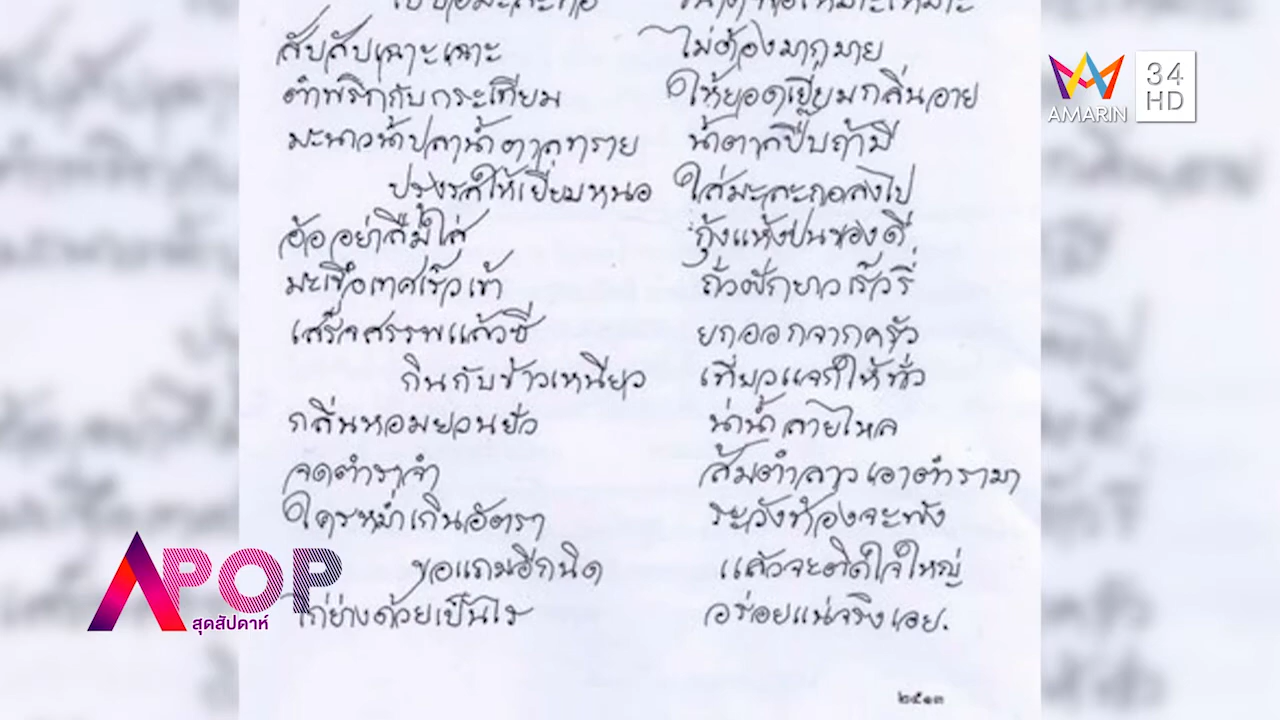 สับสับเฉาะเฉาะ ไม่ต้องมากมาย
ตำพริกกับกระเทียม ให้ยอดเยี่ยมกลิ่นอาย
มะนาวน้ำปลาน้ำตาลทราย น้ำตาลปี๊บถ้ามี
ปรุงรสให้เยี่ยมหนอ ใส่มะละกอลงไป
อ้อ อย่าลืมใส่ กุ้งแห้งป่นของดี
มะเขือเทศเร็วเข้า ถั่วฝักยาวเร็วรี่
เสร็จสรรพแล้วซี ยกออกจากครัว
กินกับข้าวเหนียว เที่ยวแจกให้ทั่ว
กลิ่นหอมยวนยั่ว น่าน้ำลายไหล
จดตำราจำ ส้มตำลาวเอาตำรามา
ใครหม่ำเกินอัตรา ระวังท้องจะพัง
ขอแถมอีกนิด แล้วจะติดใจใหญ่
ไก่ย่างด้วยเป็นไร อร่อยแน่จริงเอย.
๒๕๑๓
AMARIN
34
HD
APOP
สุดสัปดาห์